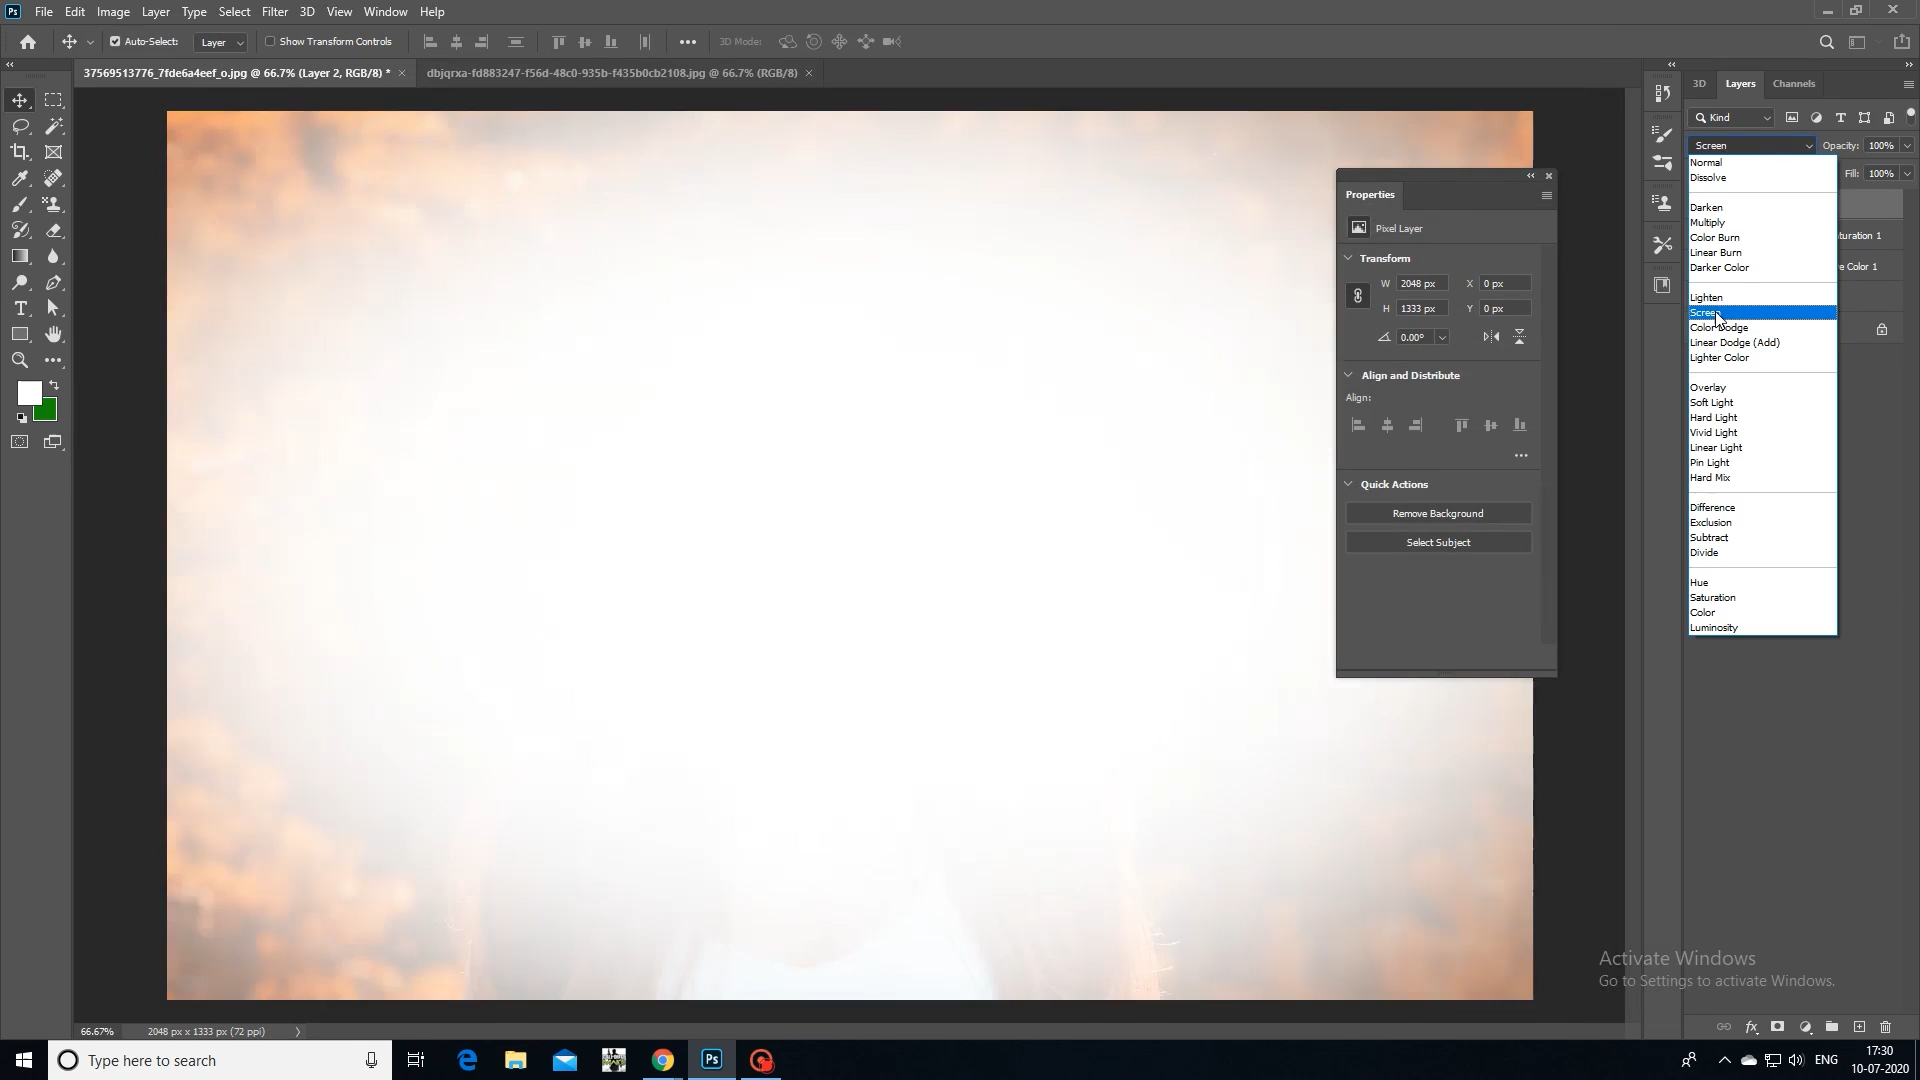 Ps File Edit Image Layer Type Select Filter 3D View Window Help
Auto-Select: Layer Show Transform Controls 3D Mode:
37569513776_7fde6a4eef_o.jpg @ 66.7% (Layer 2, RGB/8) *
dbjqrxa-fd883247-f56d-48c0-935b-f435b0cb2108.jpg @ 66.7% (RGB/8)
3D Layers Channels
Kind
Screen Opacity: 100%
Fill: 100%
Normal
Dissolve
Darken
Multiply
Color Burn
Linear Burn
Darker Color
Lighten
Screen
Color Dodge
Linear Dodge (Add)
Lighter Color
Overlay
Soft Light
Hard Light
Vivid Light
Linear Light
Pin Light
Hard Mix
Difference
Exclusion
Subtract
Divide
Hue
Saturation
Color
Luminosity
turation 1
e Color 1
Properties
Pixel Layer
Transform
W 2048 px X 0 px
H 1333 px Y 0 px
0.00°
Align and Distribute
Align:
Quick Actions
Remove Background
Select Subject
Activate Windows
Go to Settings to activate Windows.
66.67% 2048 px x 1333 px (72 ppi)
Type here to search
Ps
ENG
17:30
10-07-2020